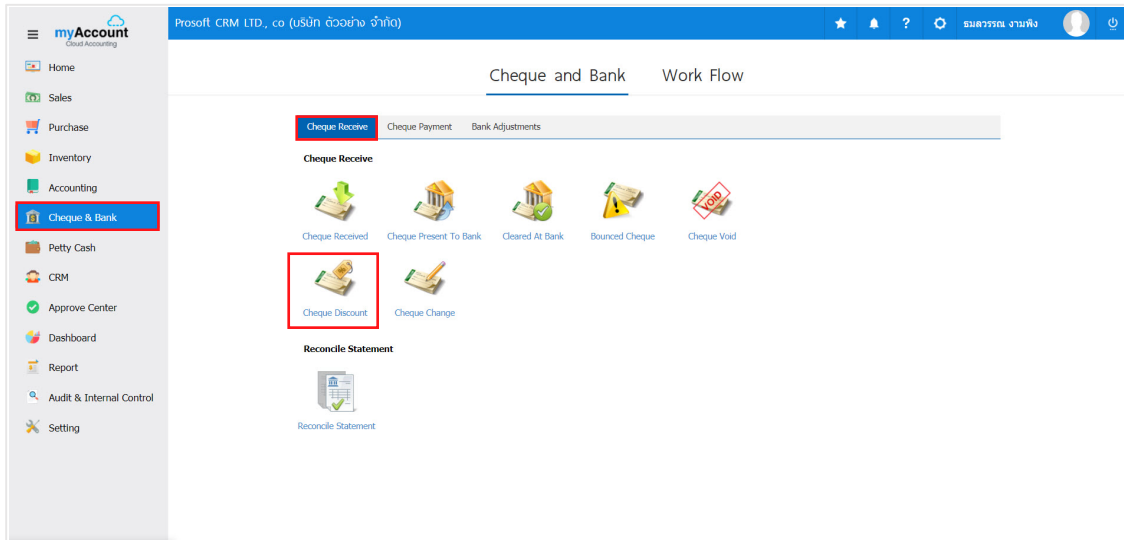 myAccount
Cloud Accounting
Prosoft CRM LTD., co (บริษัท ตัวอย่าง จำกัด)
?
ธมลวรรณ งามพิง
Home
Sales
Purchase
Inventory
Accounting
Cheque & Bank
Petty Cash
CRM
Approve Center
Dashboard
Report
Audit & Internal Control
Setting
Cheque and Bank Work Flow
Cheque Receive Cheque Payment Bank Adjustments
Cheque Receive
VOID
Cheque Received Cheque Present To Bank Cleared At Bank Bounced Cheque Cheque Void
Cheque Discount Cheque Change
Reconcile Statement
Reconcile Statement